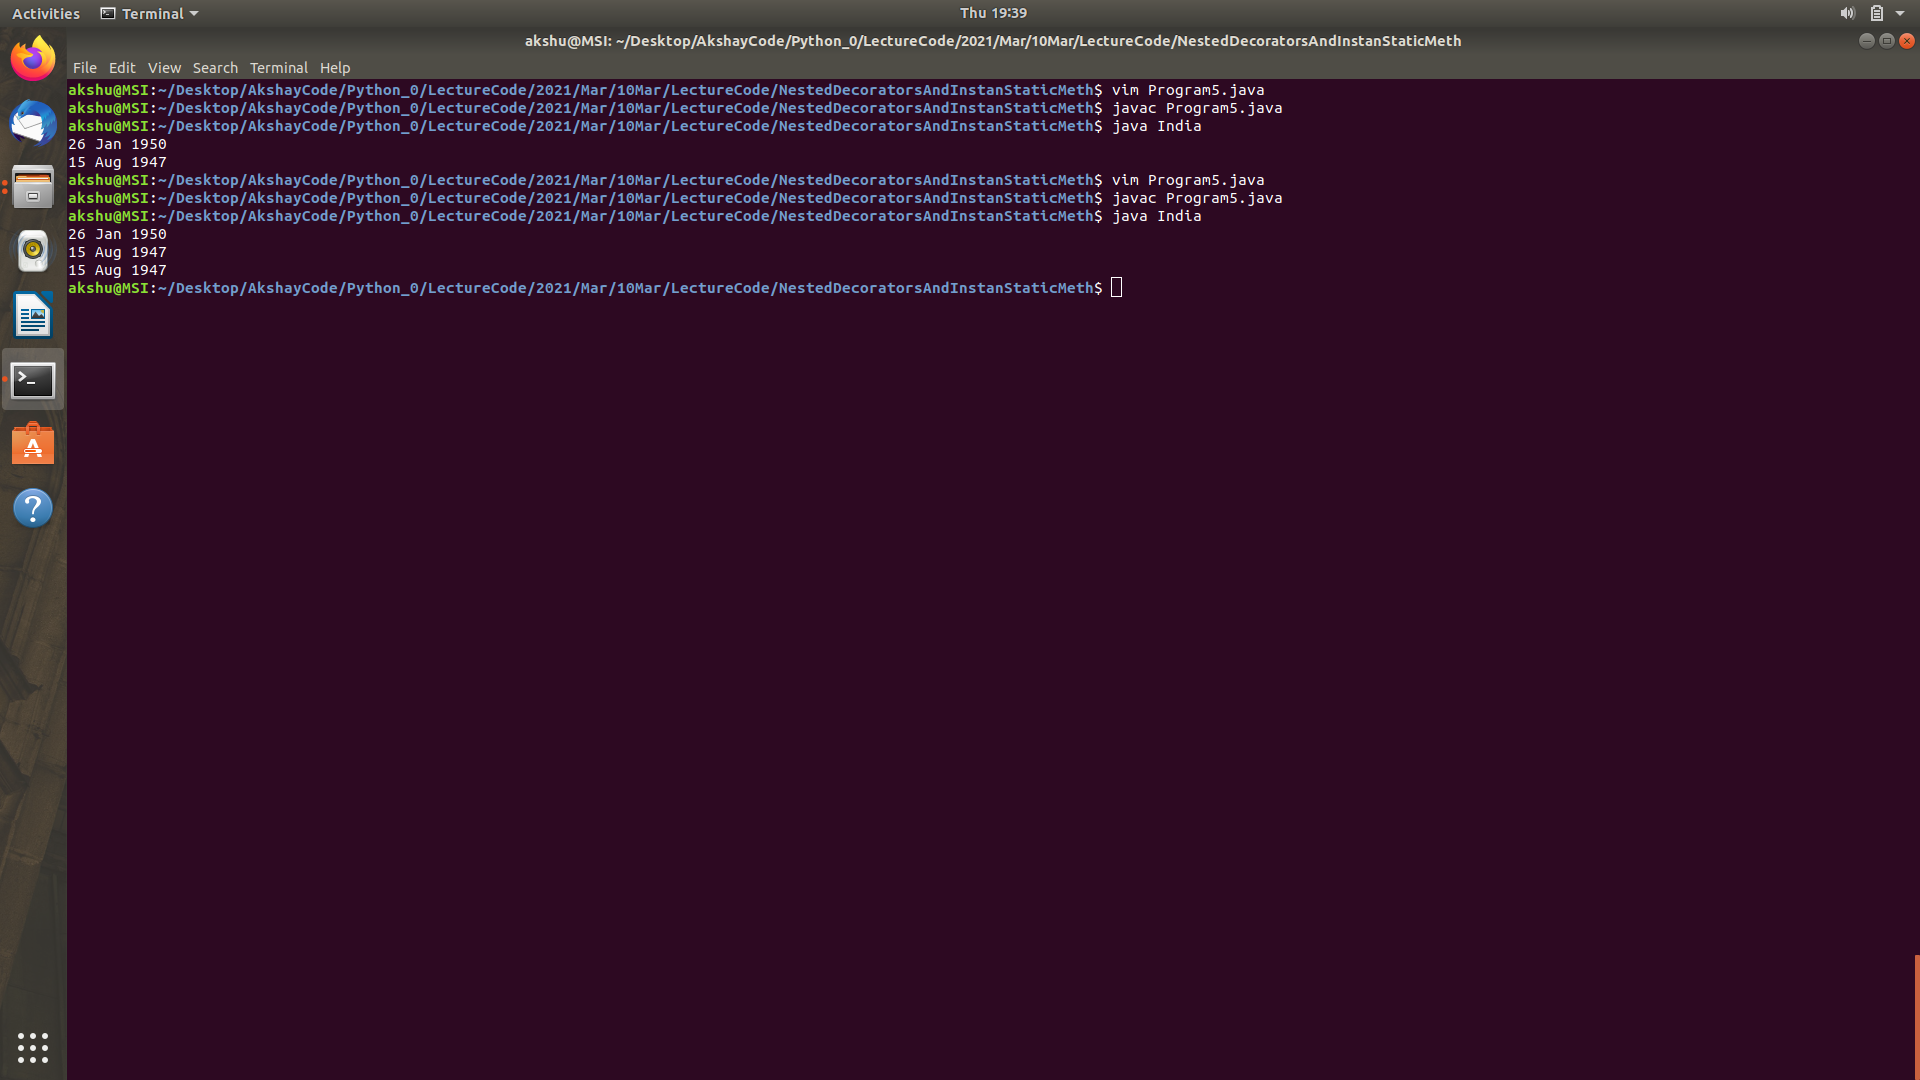 Activities Terminal Thu 19:39
akshu@MSI: ~/Desktop/AkshayCode/Python_0/LectureCode/2021/Mar/10Mar/LectureCode/NestedDecoratorsAndInstanStaticMeth
File Edit View Search Terminal Help
akshu@MSI:~/Desktop/AkshayCode/Python_0/LectureCode/2021/Mar/10Mar/LectureCode/NestedDecoratorsAndInstanStaticMeth$ vim Program5.java
akshu@MSI:~/Desktop/AkshayCode/Python_0/LectureCode/2021/Mar/10Mar/LectureCode/NestedDecoratorsAndInstanStaticMeth$ javac Program5.java
akshu@MSI:~/Desktop/AkshayCode/Python_0/LectureCode/2021/Mar/10Mar/LectureCode/NestedDecoratorsAndInstanStaticMeth$ java India
26 Jan 1950
15 Aug 1947
akshu@MSI:~/Desktop/AkshayCode/Python_0/LectureCode/2021/Mar/10Mar/LectureCode/NestedDecoratorsAndInstanStaticMeth$ vim Program5.java
akshu@MSI:~/Desktop/AkshayCode/Python_0/LectureCode/2021/Mar/10Mar/LectureCode/NestedDecoratorsAndInstanStaticMeth$ javac Program5.java
akshu@MSI:~/Desktop/AkshayCode/Python_0/LectureCode/2021/Mar/10Mar/LectureCode/NestedDecoratorsAndInstanStaticMeth$ java India
26 Jan 1950
15 Aug 1947
15 Aug 1947
akshu@MSI:~/Desktop/AkshayCode/Python_0/LectureCode/2021/Mar/10Mar/LectureCode/NestedDecoratorsAndInstanStaticMeth$